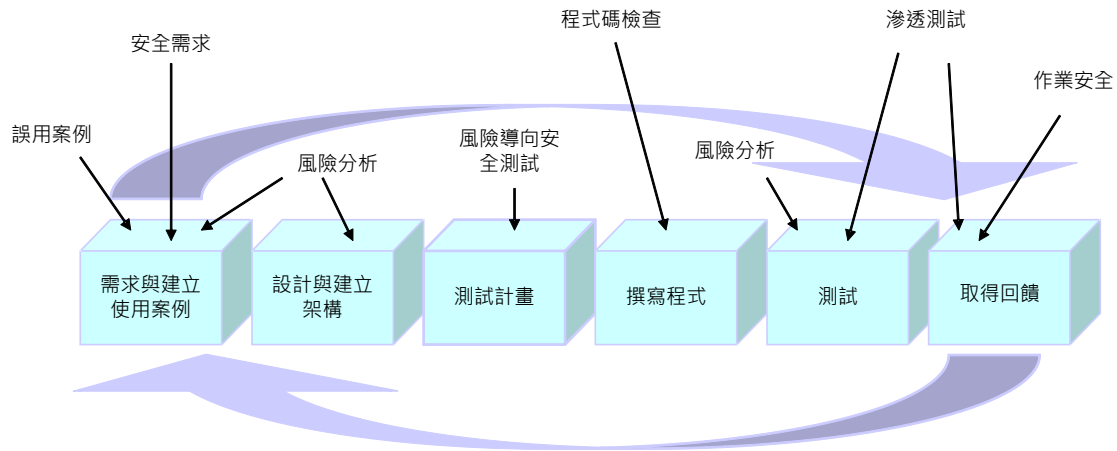 程式碼檢查
滲透測試
安全需求
作業安全
誤用案例
風險分析
風險導向安
全測試
風險分析
需求與建立
使用案例
設計與建立
架構
測試計畫
撰寫程式
測試
取得回饋